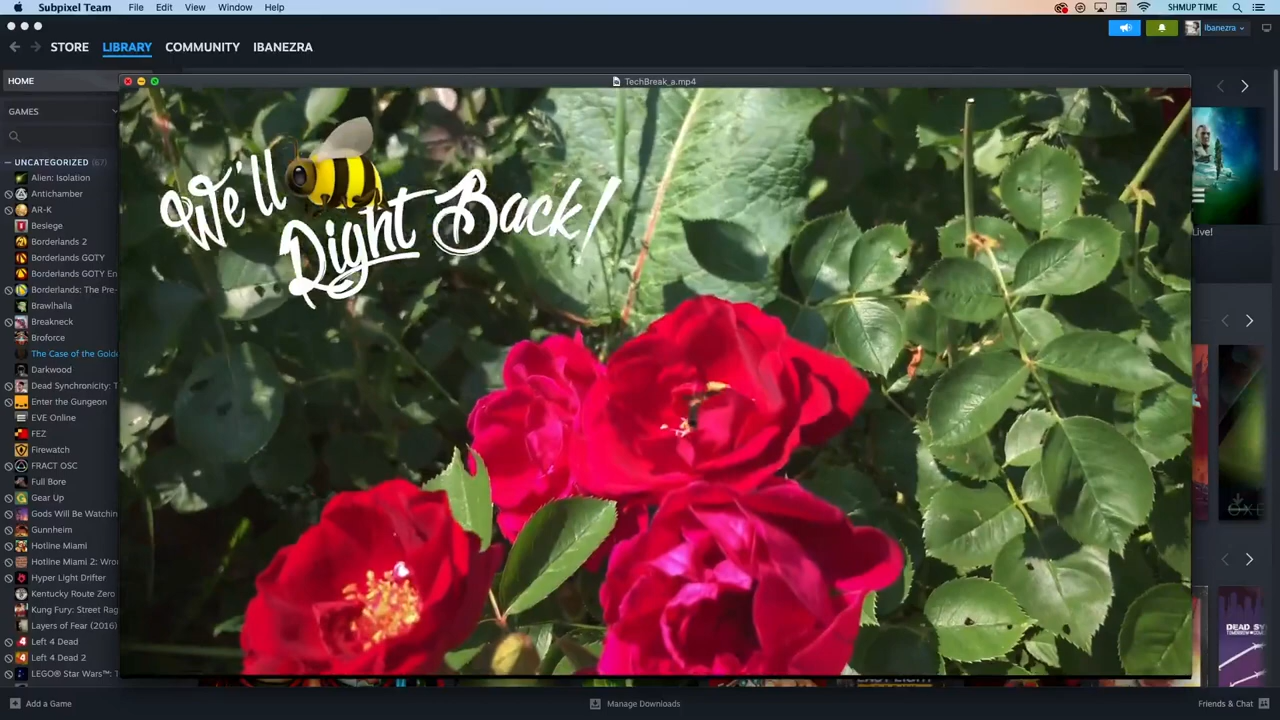 Subpixel Team File Edit View Window Help SHMUP TIME
Ibanezra
STORE LIBRARY COMMUNITY IBANEZRA
HOME
TechBreak_a.mp4
GAMES
UNCATEGORIZED (67)
Alien: Isolation
Antichamber
AR-K
Besiege
Borderlands 2
Borderlands GOTY
Borderlands GOTY En
Borderlands: The Pre-
Brawlhalla
Breakneck
Broforce
The Case of the Golde
Darkwood
Dead Synchronicity: T
Enter the Gungeon
EVE Online
FEZ
Firewatch
FRACT OSC
Full Bore
Gear Up
Gods Will Be Watchin
Gunnheim
Hotline Miami
Hotline Miami 2: Wro
Hyper Light Drifter
Kentucky Route Zero
Kung Fury: Street Rag
Layers of Fear (2016)
Left 4 Dead
Left 4 Dead 2
LEGO® Star Wars™: T
We'll
Right Back!
Live!
DEAD SY
Add a Game Manage Downloads Friends & Chat